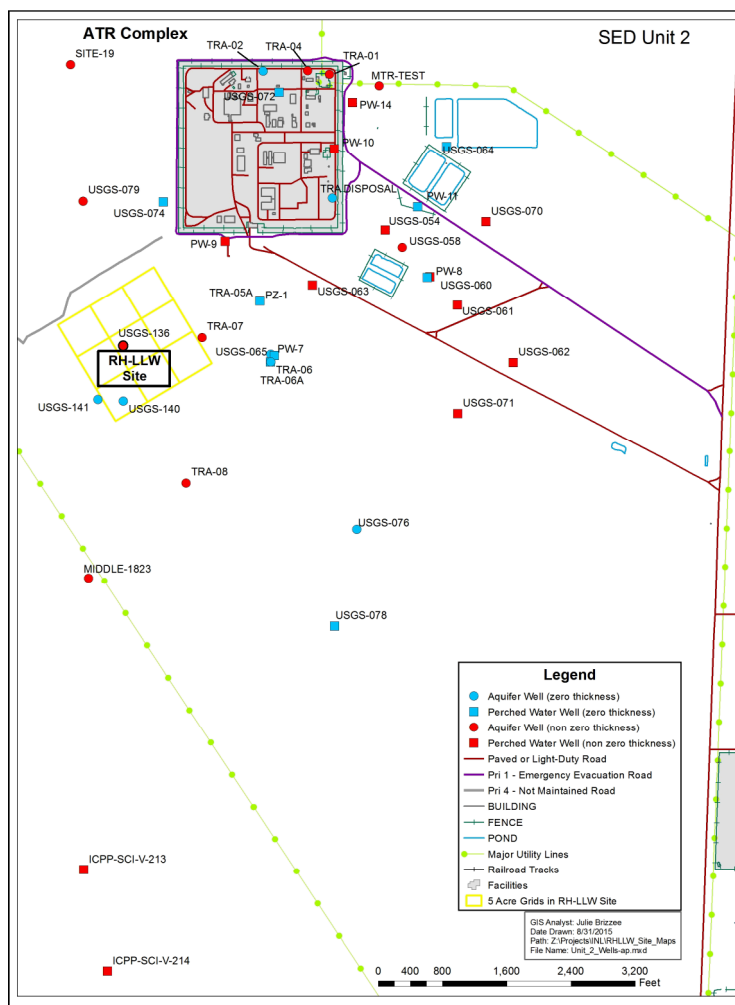 ATR Complex
SED Unit 2
SITE-19
TRA-02
TRA-04
TRA-01
MTR-TEST
USGS-072
PW-14
PW-10
USGS-064
USGS-079
USGS-074
TRA DISPOSAL
PW-11
USGS-054
USGS-070
PW-9
USGS-058
PW-8
USGS-060
TRA-05A
PZ-1
USGS-063
USGS-061
USGS-136
TRA-07
RH-LLW
Site
USGS-065
PW-7
TRA-06
TRA-06A
USGS-062
USGS-141
USGS-140
USGS-071
TRA-08
USGS-076
MIDDLE-1823
USGS-078
ICPP-SCI-V-213
ICPP-SCI-V-214
Legend
Aquifer Well (zero thickness)
Perched Water Well (zero thickness)
Aquifer Well (non zero thickness)
Perched Water Well (non zero thickness)
Paved or Light-Duty Road
Pri 1 - Emergency Evacuation Road
Pri 4 - Not Maintained Road
BUILDING
FENCE
POND
Major Utility Lines
Railroad Tracks
Facilities
5 Acre Grids in RH-LLW Site
GIS Analyst: Julie Brizzee
Date Drawn: 8/31/2015
Path: Z:\Projects\INL\RHLLW_Site_Maps
File Name: Unit_2_Wells-ap.mxd
0 400 800 1,600 2,400 3,200
Feet